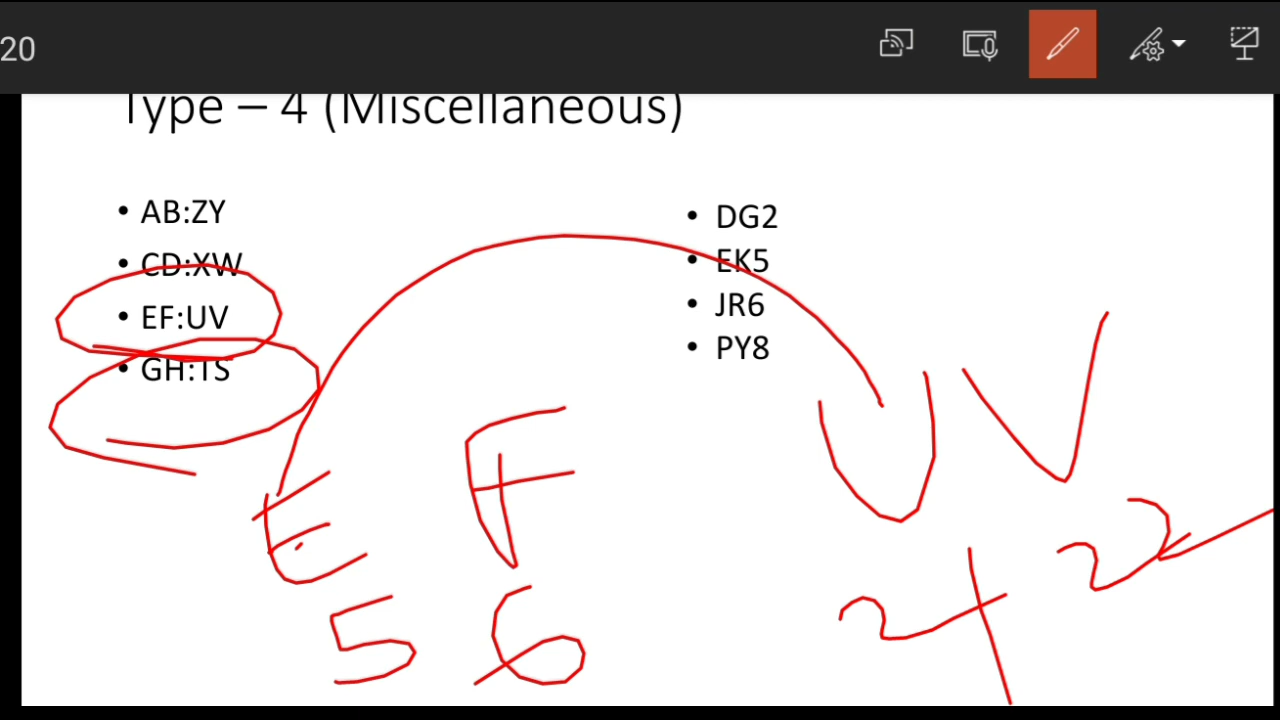 20
Type – 4 (Miscellaneous)
• AB:ZY
• CD:XW
• EF:UV
• GH:TS
• DG2
• EK5
• JR6
• PY8
E F U V
5 6 21 22